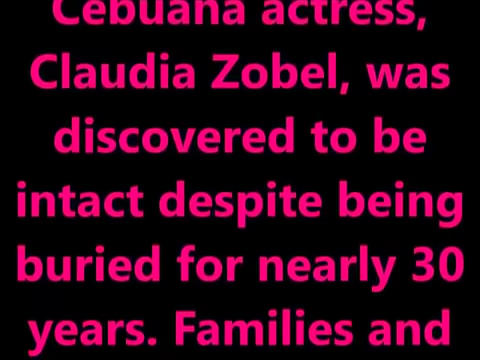 Cebuana actress,
Claudia Zobel, was
discovered to be
intact despite being
buried for nearly 30
years. Families and